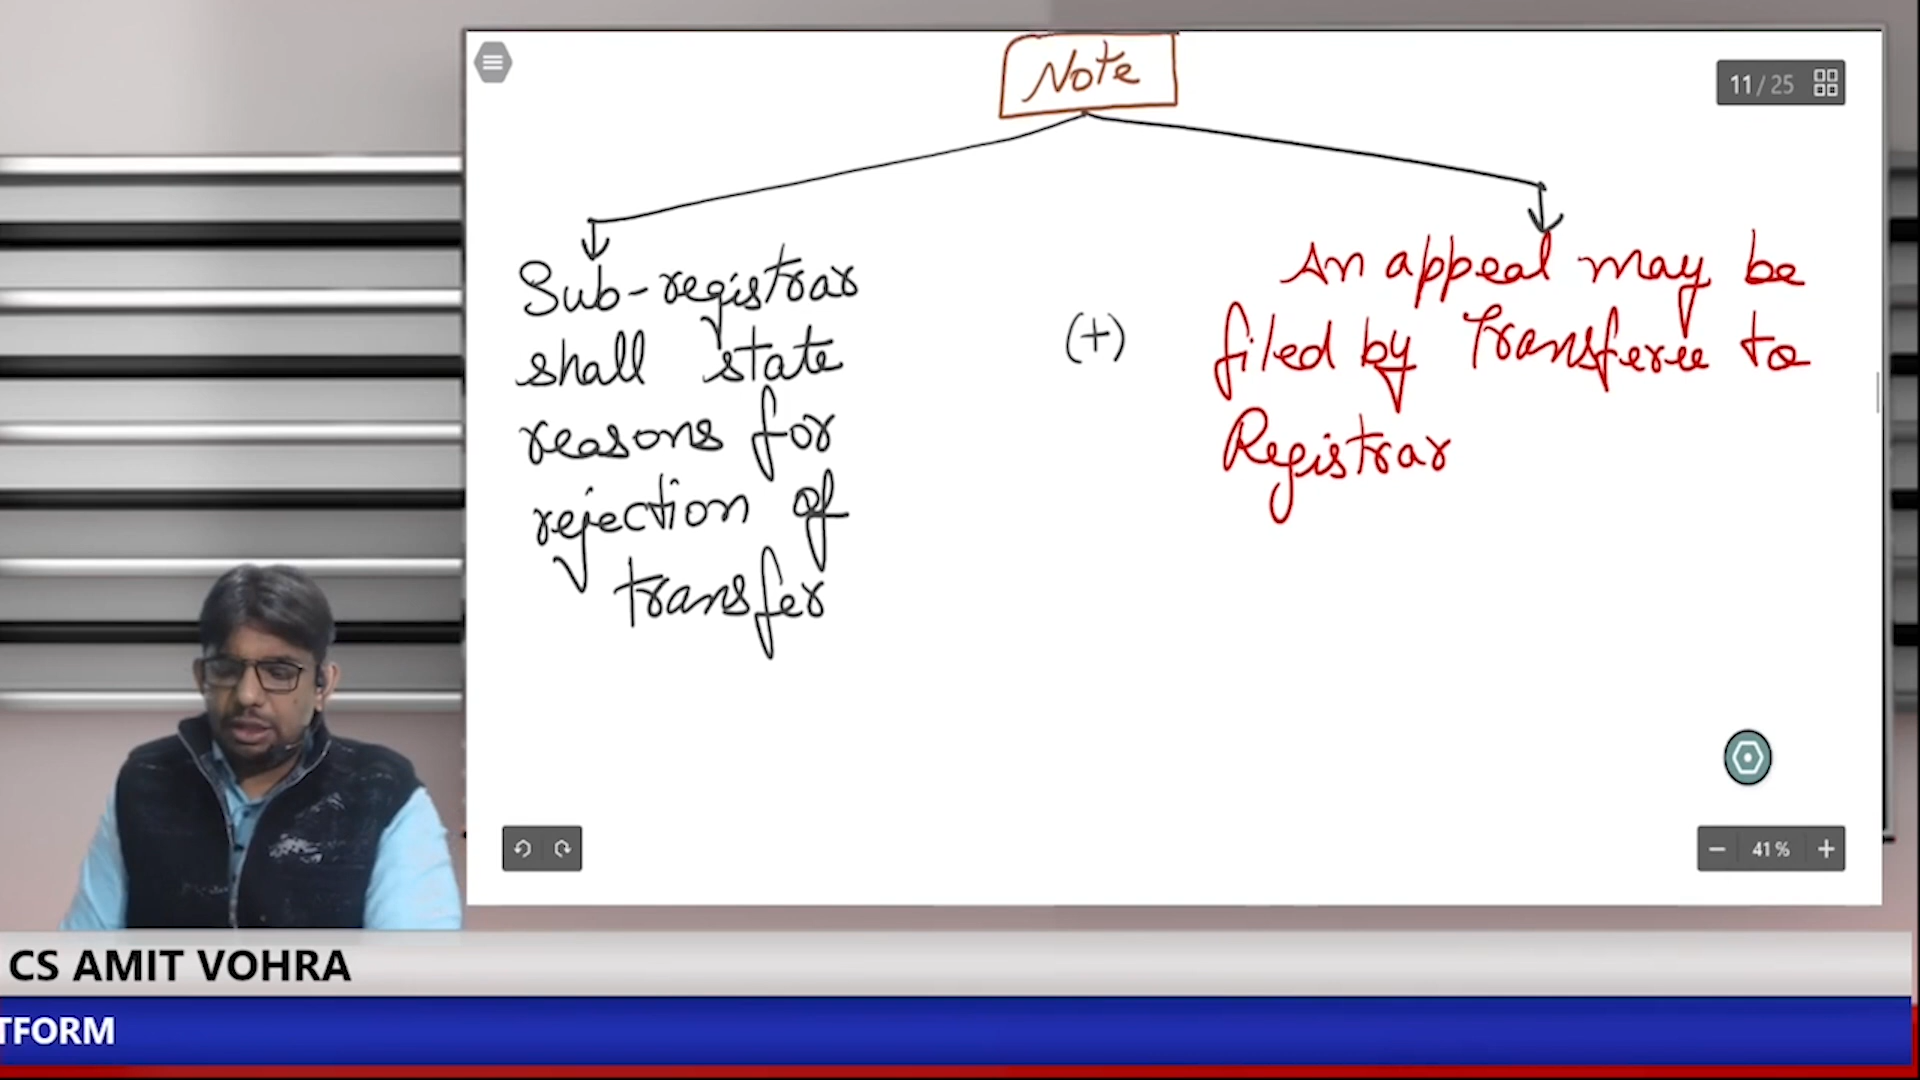 Note
11 / 25
Sub-registrar
shall state
reasons for
rejection of
transfer
(+)
An appeal may be
filed by Transferee to
Registrar
41 %
CS AMIT VOHRA
TFORM